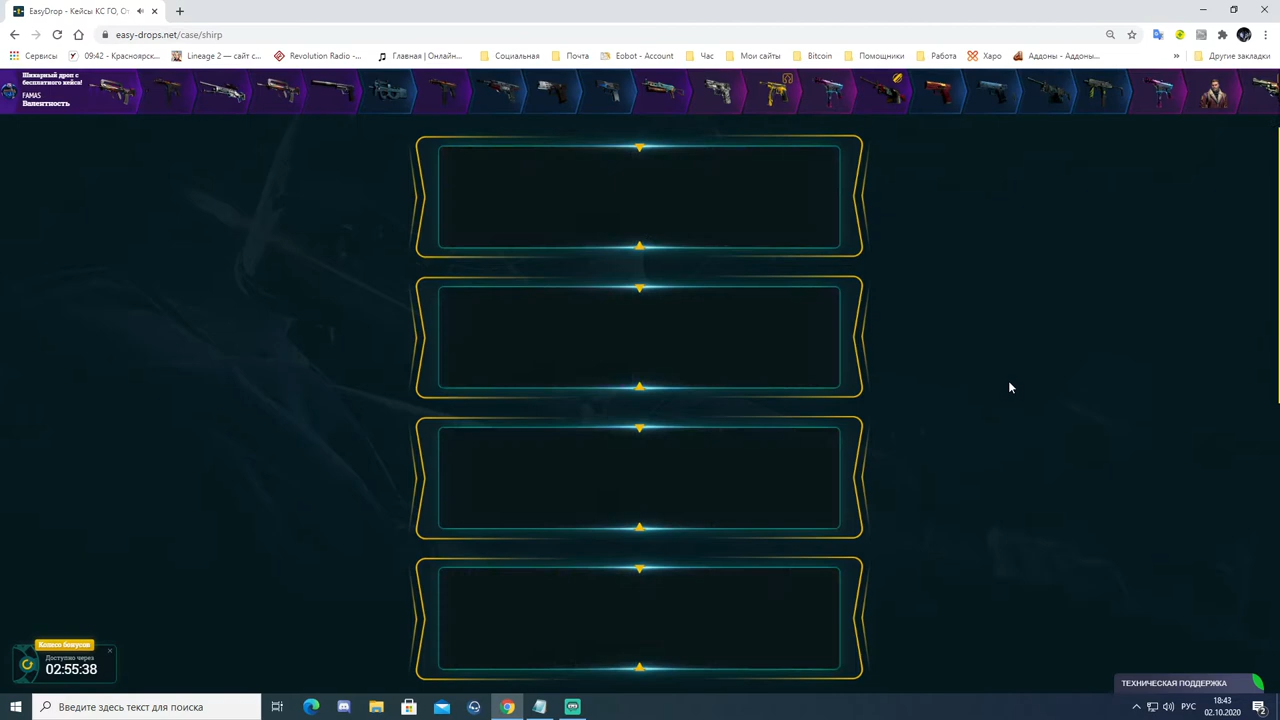 EasyDrop - Кейсы КС ГО, От
easy-drops.net/case/shirp
Сервисы
09:42 - Красноярск...
Lineage 2 — сайт с...
Revolution Radio -...
Главная | Онлайн...
Социальная
Почта
Eobot - Account
Час
Мои сайты
Bitcoin
Помощники
Работа
Харо
Аддоны — Аддоны...
»
Другие закладки
Шикарный дроп с
бесплатного кейса!
FAMAS
Валентность
Колесо бонусов
Доступно через
02:55:38
ТЕХНИЧЕСКАЯ ПОДДЕРЖКА
Введите здесь текст для поиска
РУС
18:43
02.10.2020
2